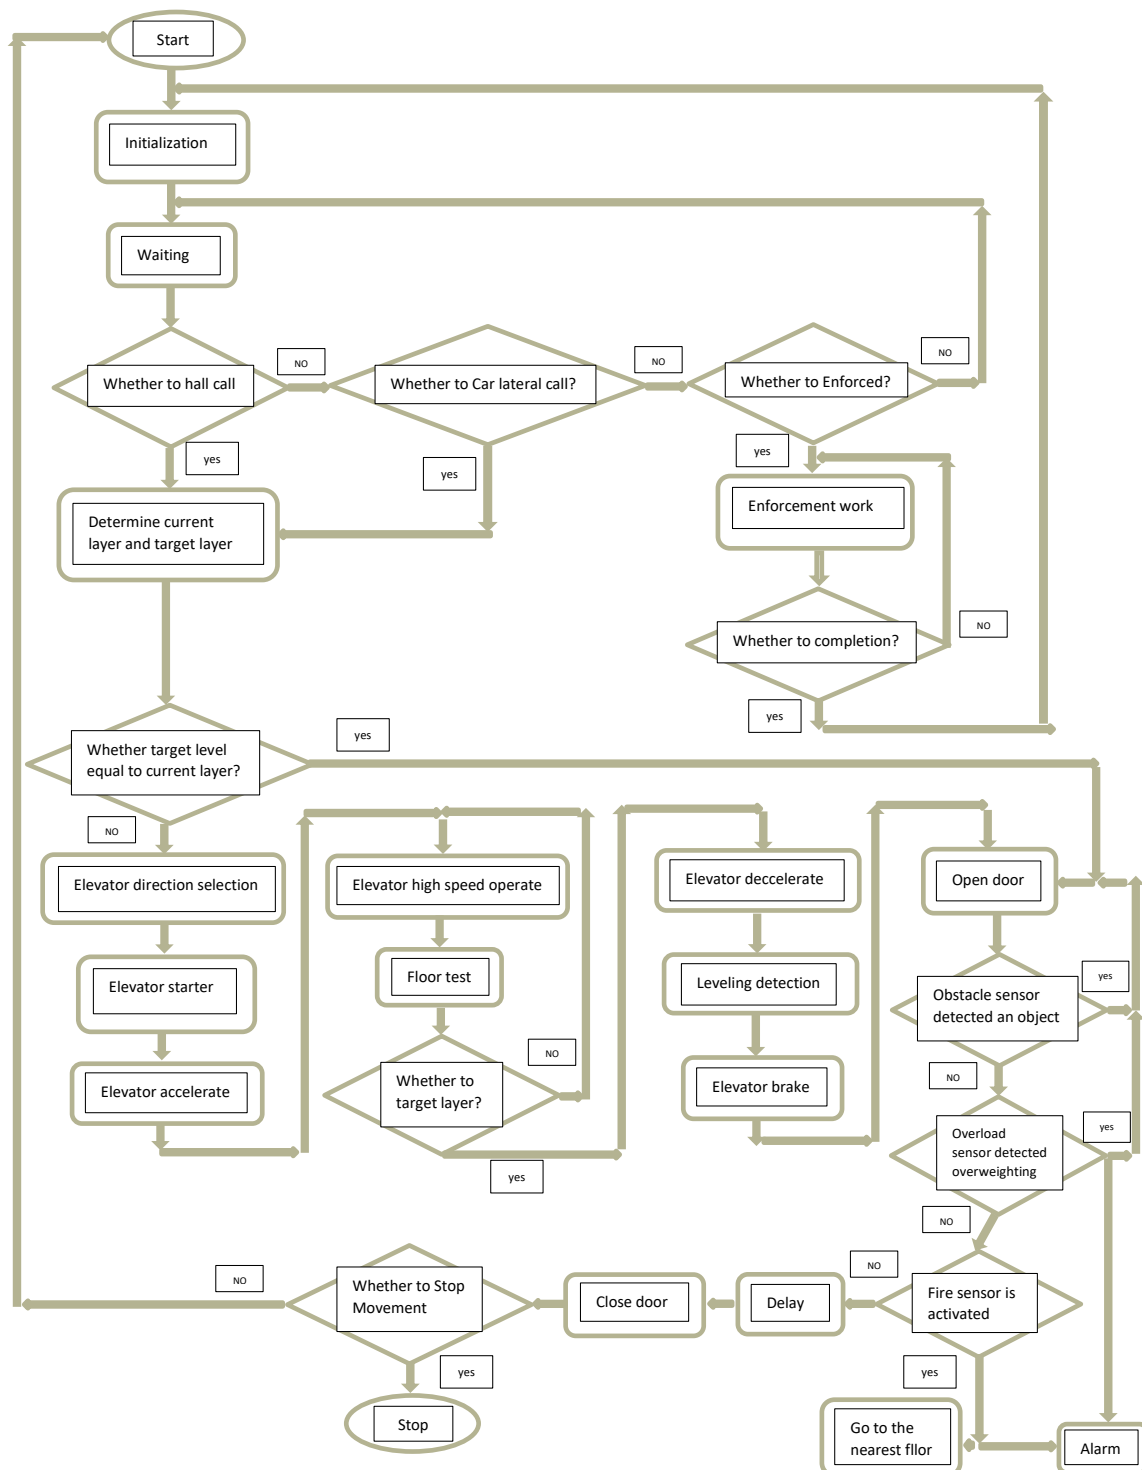 Start
Initialization
Waiting
NO
NO
NO
Whether to hall call
Whether to Car lateral call?
Whether to Enforced?
yes
yes
yes
Determine current
layer and target layer
Enforcement work
NO
Whether to completion?
yes
yes
Whether target level
equal to current layer?
NO
Elevator direction selection
Elevator high speed operate
Elevator deccelerate
Open door
Elevator starter
Floor test
Leveling detection
Obstacle sensor
detected an object
yes
NO
NO
Elevator accelerate
Whether to
target layer?
Elevator brake
yes
Overload
sensor detected
overweighting
yes
NO
NO
Whether to Stop
Movement
Close door
Delay
NO
Fire sensor is
activated
yes
yes
Stop
Go to the
nearest fllor
Alarm